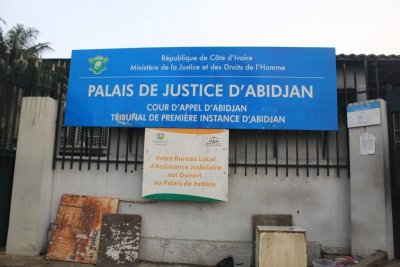 République de Côte d'Ivoire
Ministère de la Justice et des Droits de l'Homme
PALAIS DE JUSTICE D'ABIDJAN
COUR D'APPEL D'ABIDJAN
TRIBUNAL DE PREMIÈRE INSTANCE D'ABIDJAN
Votre Bureau Local
d'Assistance Judiciaire
est Ouvert
au Palais de Justice